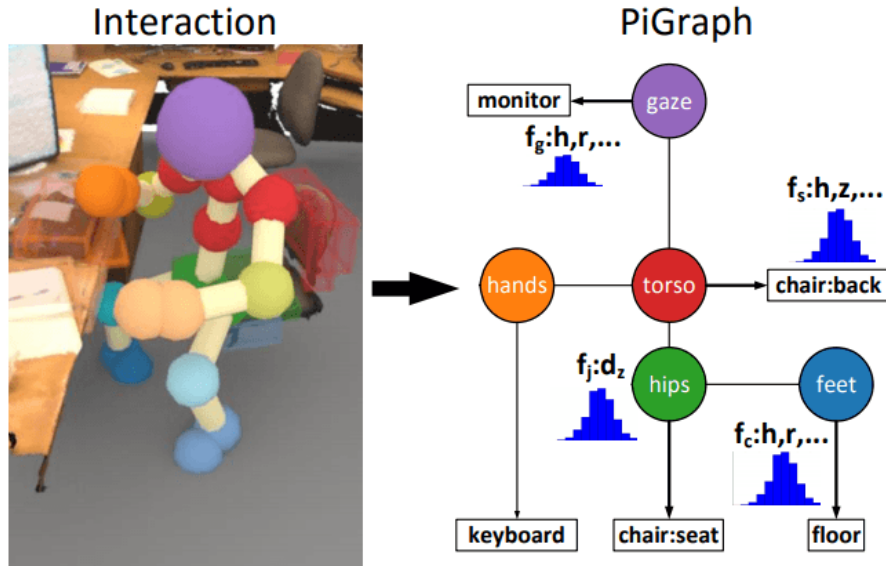 Interaction
PiGraph
monitor
gaze
f_g:h,r,...
f_s:h,z,...
hands
torso
chair:back
f_j:d_z
hips
feet
f_c:h,r,...
keyboard
chair:seat
floor